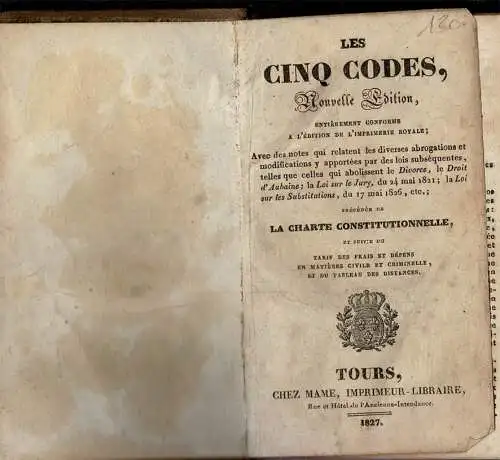 LES
CINQ CODES,
Nouvelle Edition,
ENTIÈREMENT CONFORME
A L'ÉDITION DE L'IMPRIMERIE ROYALE;
Avec des notes qui relatent les diverses abrogations et
modifications y apportées par des lois subséquentes,
telles que celles qui abolissent le Divorce, le Droit
d'Aubaine; la Loi sur le Jury, du 24 mai 1821; la Loi
sur les Substitutions, du 17 mai 1826, etc.;
PRÉCÉDÉS DE
LA CHARTE CONSTITUTIONNELLE,
ET SUIVIS DU
TARIF DES FRAIS ET DÉPENS
EN MATIÈRES CIVILE ET CRIMINELLE,
ET DU TABLEAU DES DISTANCES.
TOURS,
CHEZ MAME, IMPRIMEUR-LIBRAIRE,
Rue et Hôtel de l'Ancienne-Intendance.
1827.